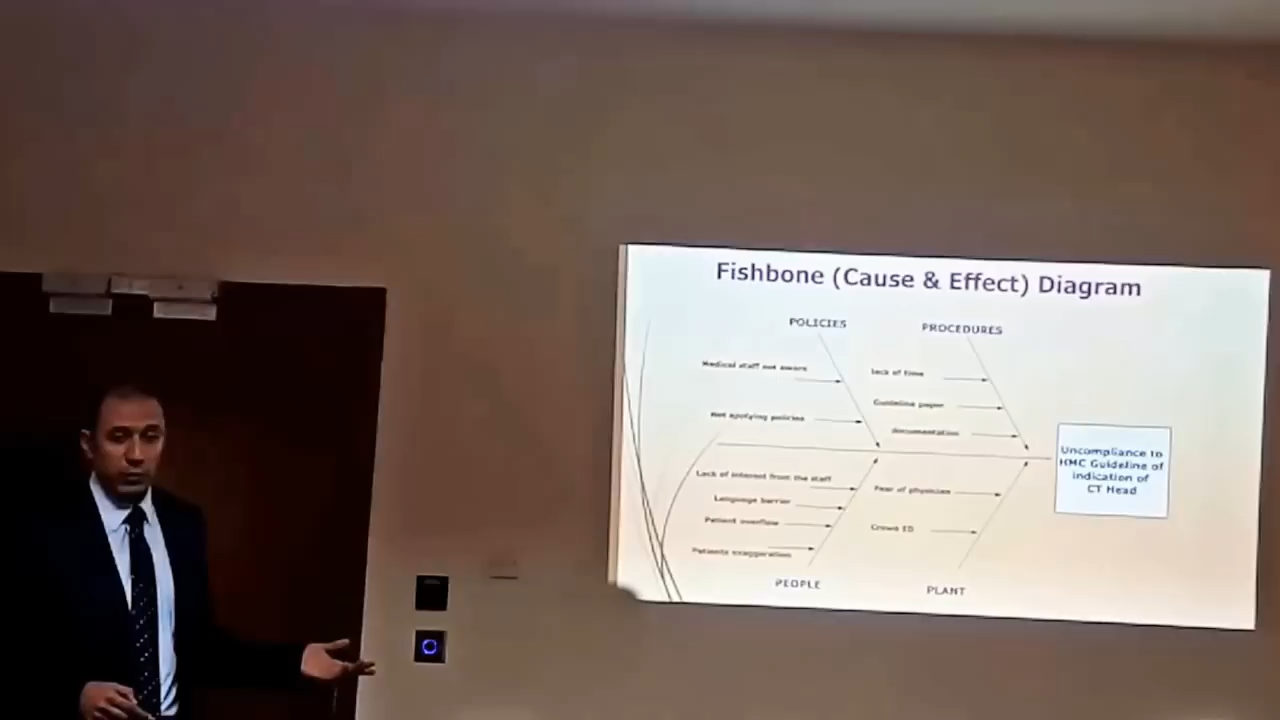 Fishbone (Cause & Effect) Diagram
POLICIES
PROCEDURES
Medical staff not aware
lack of time
Guideline paper
Not applying policies
documentation
Uncompliance to
HMC Guideline of
indication of
CT Head
Lack of interest from the staff
Fear of physician
Language barrier
Patient overflow
Crowd ED
Patients exaggeration
PEOPLE
PLANT